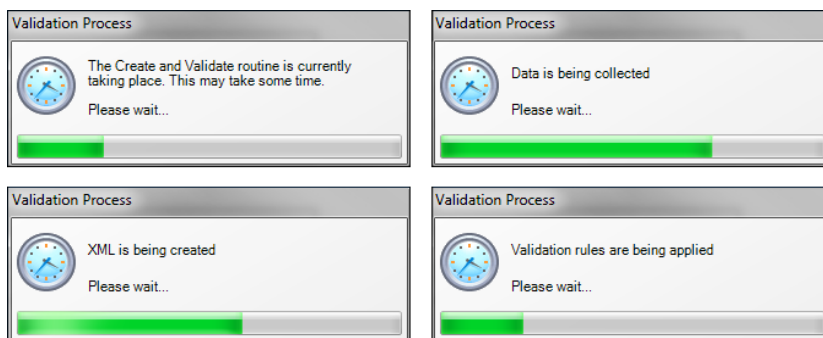 Validation Process
The Create and Validate routine is currently
taking place. This may take some time.
Please wait...
Validation Process
Data is being collected
Please wait...
Validation Process
XML is being created
Please wait...
Validation Process
Validation rules are being applied
Please wait...